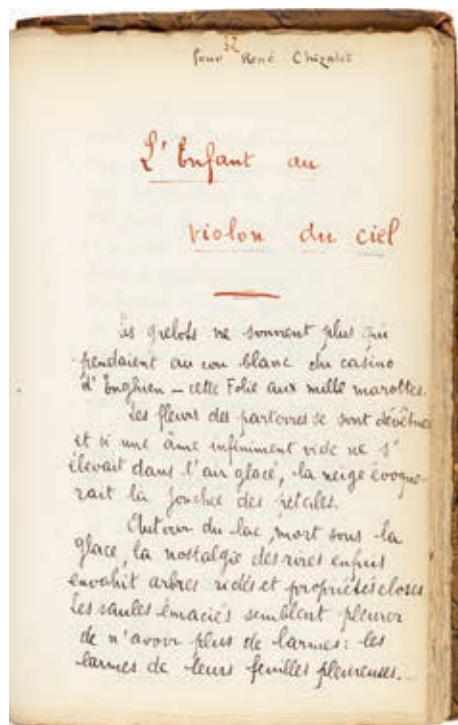 32
Pour René Chizalet
L'Enfant au
violon du ciel
Les grelots ne sonnent plus qui
pendaient au cou blanc du casino
d'Enghien — cette Folie aux mille marottes.
Les fleurs des parterres se sont dévêtues
et si une âme infiniment vide ne s'
élevait dans l'air glacé, la neige évoque-
rait la jonchée des pétales.
Autour du lac, mort sous la
glace, la nostalgie des rires enfuis
envahit arbres ridés et propriétés closes
Les saules émaciés semblent pleurer
de n'avoir plus de larmes : les
larmes de leurs feuilles pleureuses.